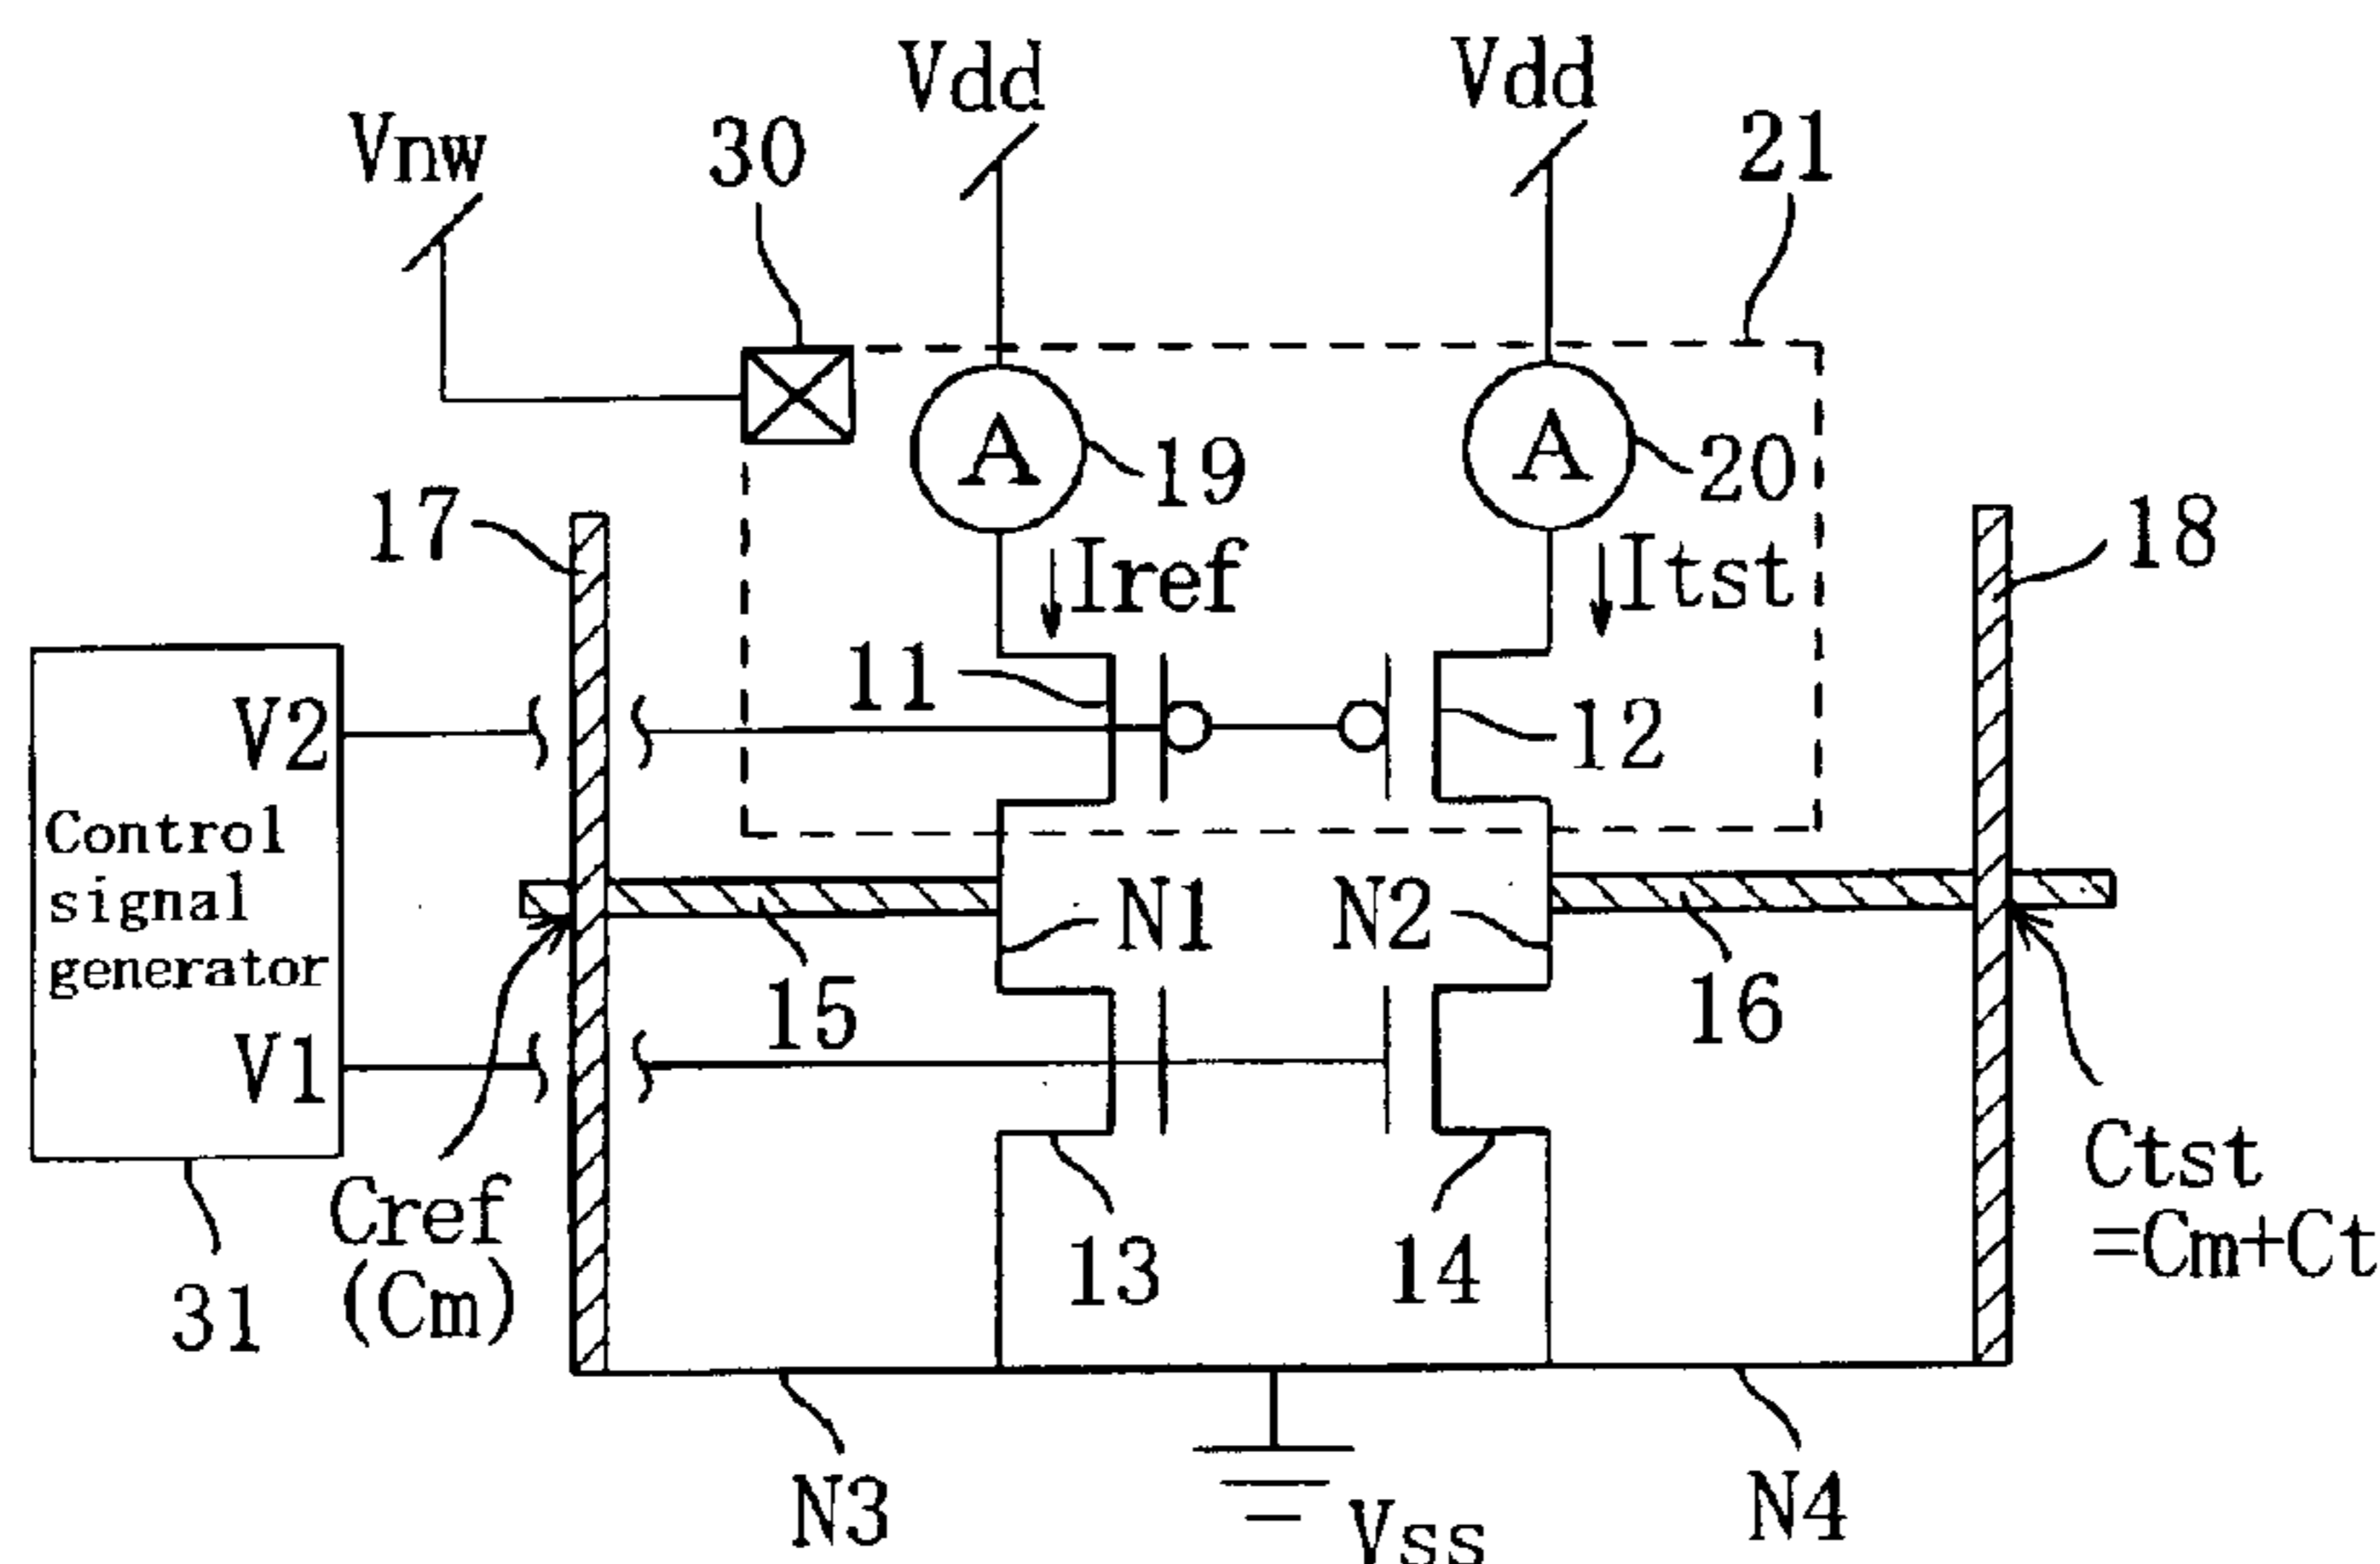 Vdd
Vdd
Vnw
30
21
A
19
A
20
17
18
Iref
Itst
11
12
V2
Control
signal
generator
V1
N1
N2
15
16
Cref
(Cm)
13
14
Ctst
=Cm+Ct
31
N3
N4
Vss